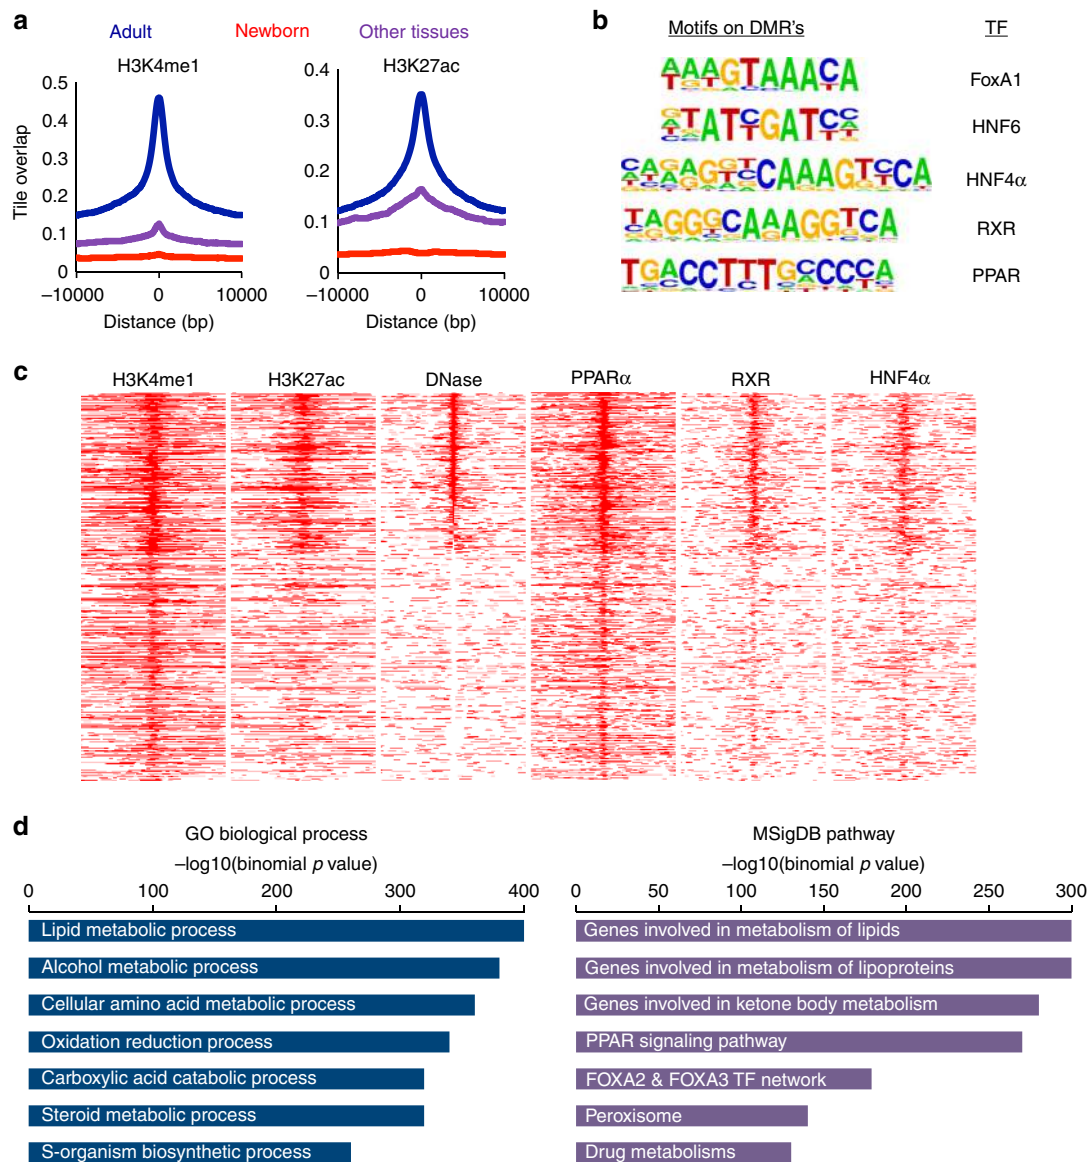 a
Adult Newborn Other tissues
H3K4me1
H3K27ac
Tile overlap
0.5
0.4
0.3
0.2
0.1
0
0.4
0.3
0.2
0.1
0
−10000 0 10000
−10000 0 10000
Distance (bp)
Distance (bp)
b
Motifs on DMR's TF
AAAGTAAACA FoxA1
GTATTGATCC HNF6
CAGAGGTCAAAGTCCA HNF4α
TAGGGCAAAGGTCA RXR
TGACCTTTGCCCCA PPAR
c
H3K4me1 H3K27ac DNase PPARα RXR HNF4α
d
GO biological process
−log10(binomial p value)
0 100 200 300 400
Lipid metabolic process
Alcohol metabolic process
Cellular amino acid metabolic process
Oxidation reduction process
Carboxylic acid catabolic process
Steroid metabolic process
S-organism biosynthetic process
MSigDB pathway
−log10(binomial p value)
0 50 100 150 200 250 300
Genes involved in metabolism of lipids
Genes involved in metabolism of lipoproteins
Genes involved in ketone body metabolism
PPAR signaling pathway
FOXA2 & FOXA3 TF network
Peroxisome
Drug metabolisms